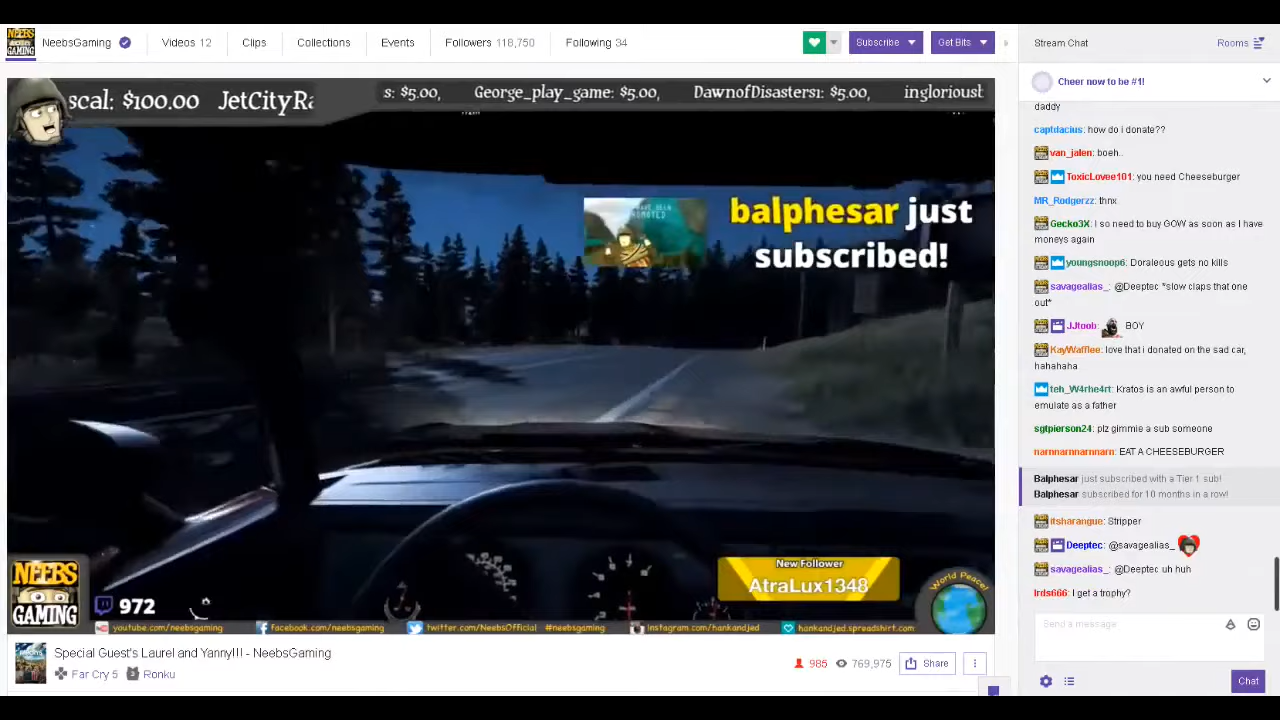 NeebsGaming
Videos 12
Clips
Collections
Events
Followers 118,750
Following 34
Subscribe
Get Bits
Stream Chat
Rooms
NEEBS
GAMING
scal: $100.00 JetCityRa
s: $5.00, George_play_game: $5.00, DawnofDisasters1: $5.00, ingloriousb
balphesar just
subscribed!
New Follower
AtraLux1348
World Peace!
NEEBS
GAMING
972
youtube.com/neebsgaming
facebook.com/neebsgaming
twitter.com/NeebsOfficial #neebsgaming
instagram.com/hankandjed
hankandjed.spreadshirt.com
Special Guest's Laurel and Yanny!!! - NeebsGaming
Far Cry 5
Ronku
985
769,975
Share
Cheer now to be #1!
daddy
captdacius: how do i donate??
van_jalen: boeh..
ToxicLovee101: you need Cheeseburger
MR_Rodgerzz: thnx
Gecko3X: I so need to buy GOW as soon as I have
moneys again
youngsnoop6: Doraleous gets no kills
savagealias_: @Deeptec *slow claps that one
out*
JJtoob: BOY
KayWafflee: love that i donated on the sad car,
hahahaha
teh_W4rhe4rt: Kratos is an awful person to
emulate as a father
sgtpierson24: plz gimmie a sub someone
narnnarnnarnnarn: EAT A CHEESEBURGER
Balphesar just subscribed with a Tier 1 sub!
Balphesar subscribed for 10 months in a row!
itsharangue: Stripper
Deeptec: @savagealias_
savagealias_: @Deeptec uh huh
lrds666: I get a trophy?
Send a message
Chat